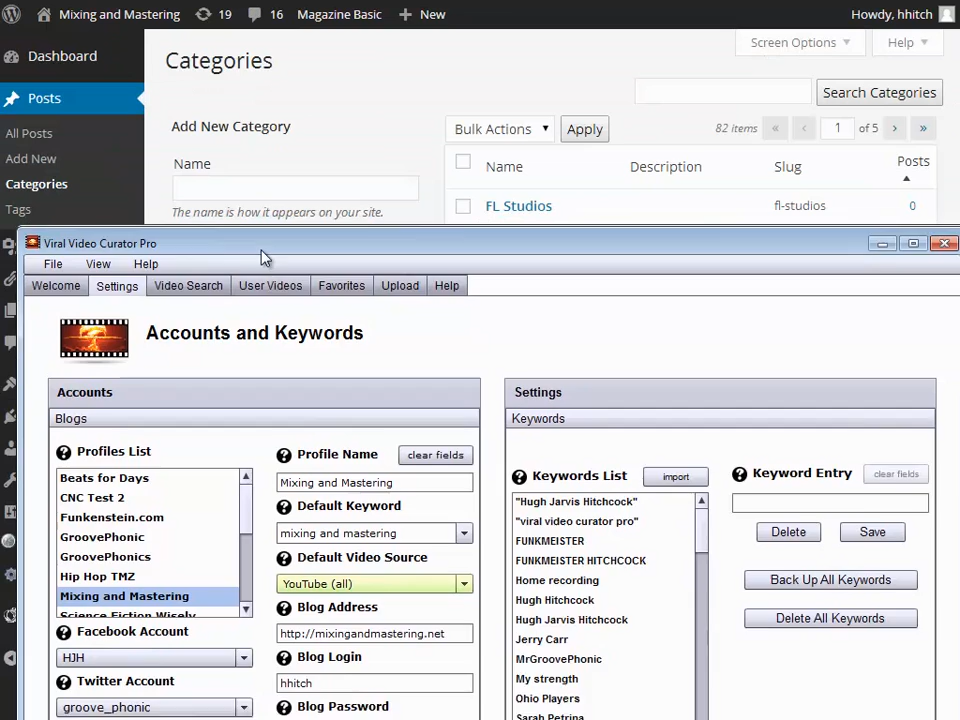 Mixing and Mastering 19 16 Magazine Basic New Howdy, hhitch
Dashboard
Posts
All Posts
Add New
Categories
Tags
Categories
Screen Options Help
Search Categories
Add New Category
Bulk Actions Apply 82 items « ‹ 1 of 5 › »
Name
Name Description Slug Posts
The name is how it appears on your site.
FL Studios fl-studios 0
Viral Video Curator Pro
File View Help
Welcome Settings Video Search User Videos Favorites Upload Help
Accounts and Keywords
Accounts
Blogs
Profiles List
Beats for Days
CNC Test 2
Funkenstein.com
GroovePhonic
GroovePhonics
Hip Hop TMZ
Mixing and Mastering
Science Fiction Wisely
Facebook Account
HJH
Twitter Account
groove_phonic
Profile Name clear fields
Mixing and Mastering
Default Keyword
mixing and mastering
Default Video Source
YouTube (all)
Blog Address
http://mixingandmastering.net
Blog Login
hhitch
Blog Password
Settings
Keywords
Keywords List import
"Hugh Jarvis Hitchcock"
"viral video curator pro"
FUNKMEISTER
FUNKMEISTER HITCHCOCK
Home recording
Hugh Hitchcock
Hugh Jarvis Hitchcock
Jerry Carr
MrGroovePhonic
My strength
Ohio Players
Sarah Petrina
Keyword Entry clear fields
Delete Save
Back Up All Keywords
Delete All Keywords